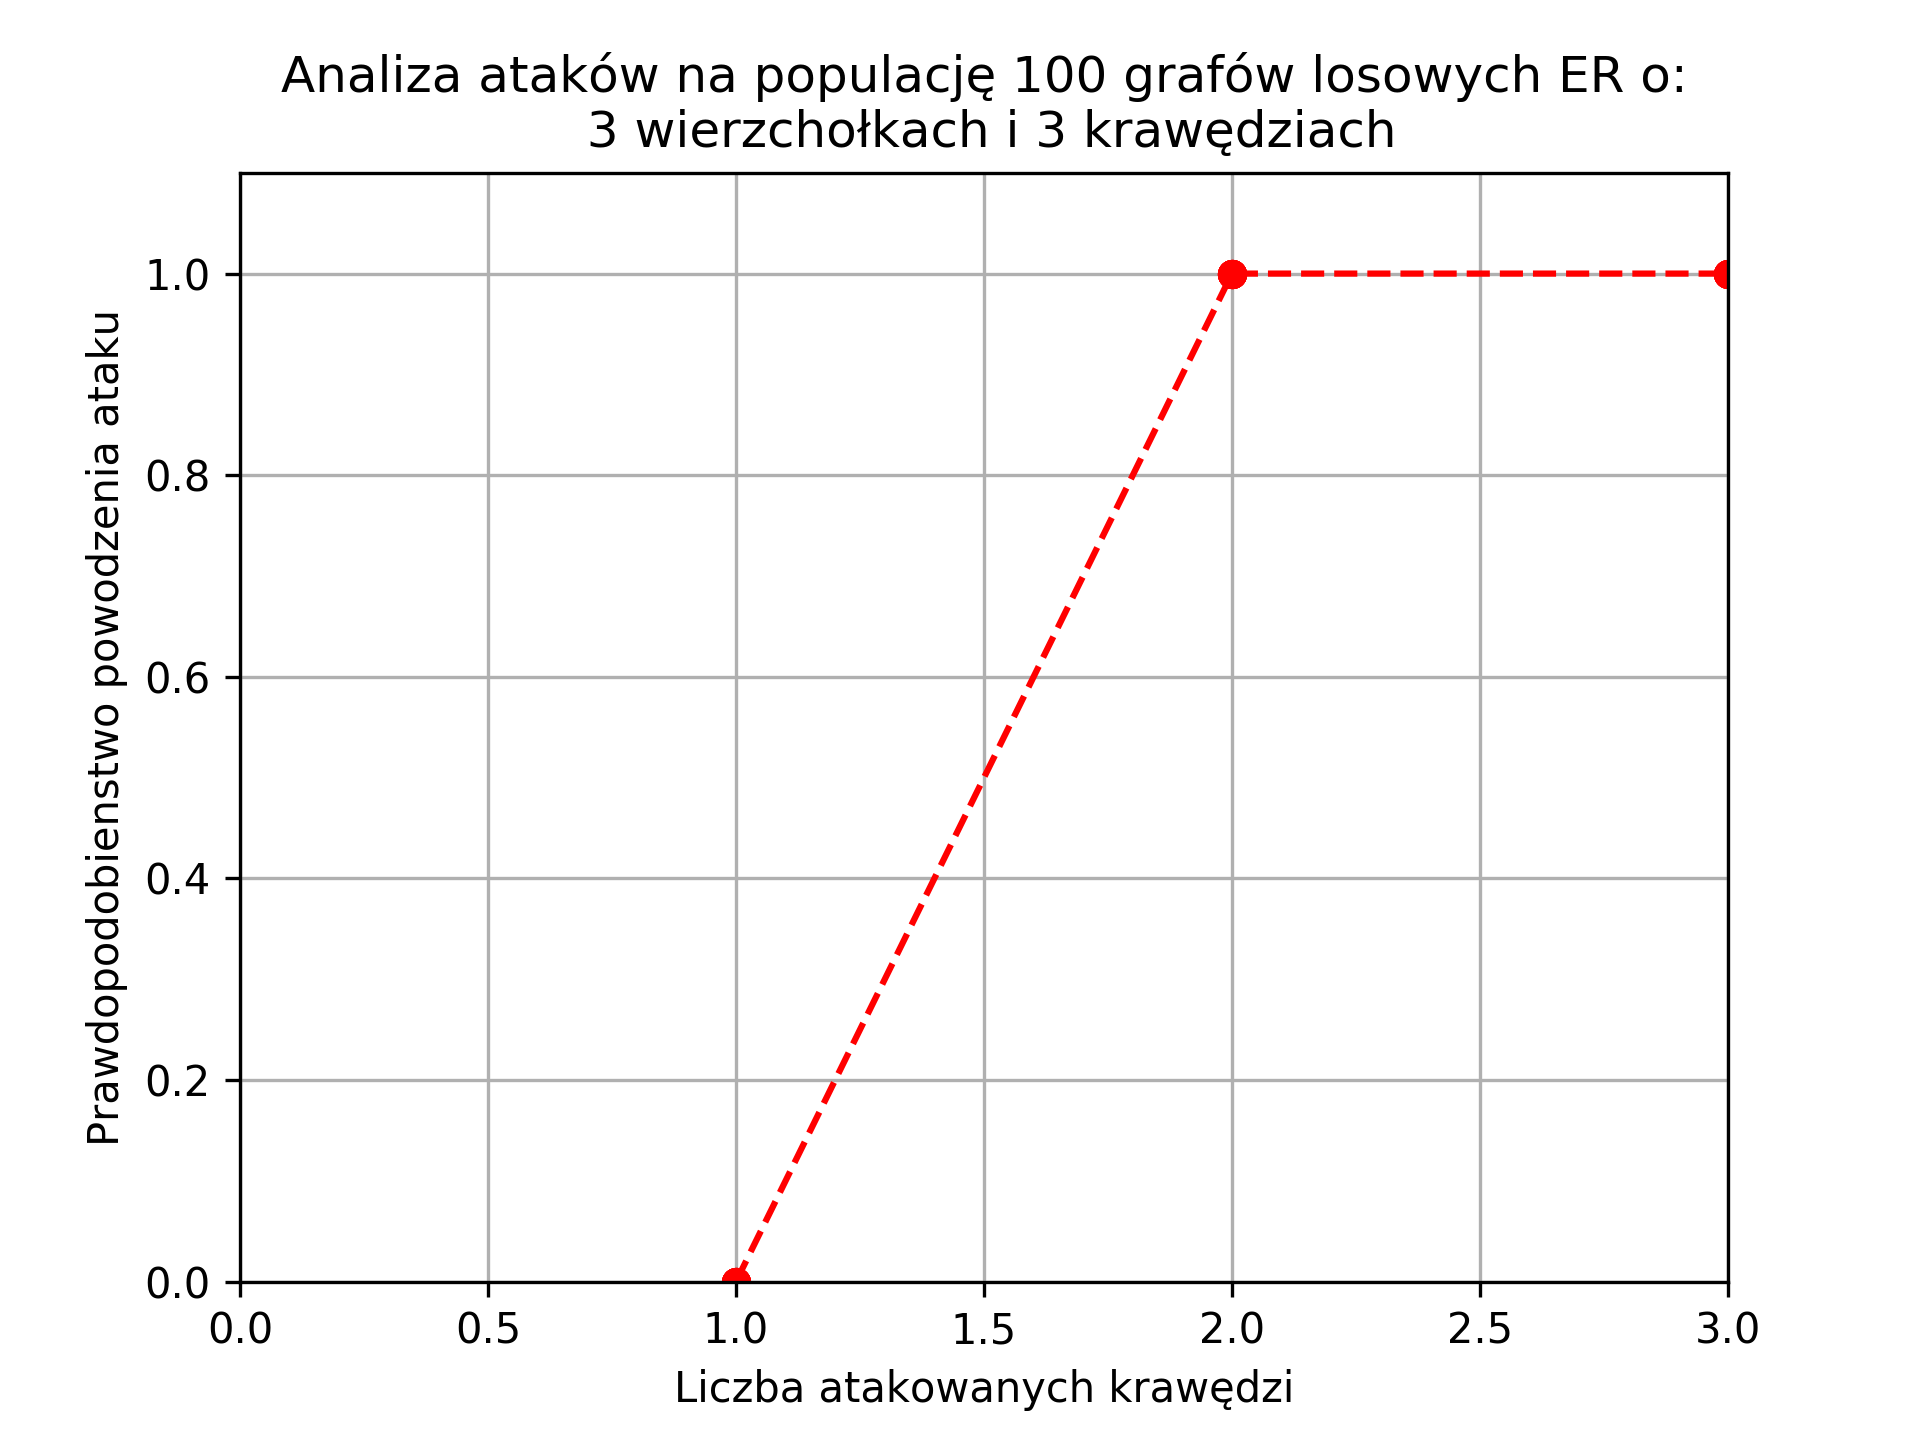 Analiza ataków na populację 100 grafów losowych ER o:
3 wierzchołkach i 3 krawędziach
Prawdopodobienstwo powodzenia ataku
1.0
0.8
0.6
0.4
0.2
0.0
0.0 0.5 1.0 1.5 2.0 2.5 3.0
Liczba atakowanych krawędzi